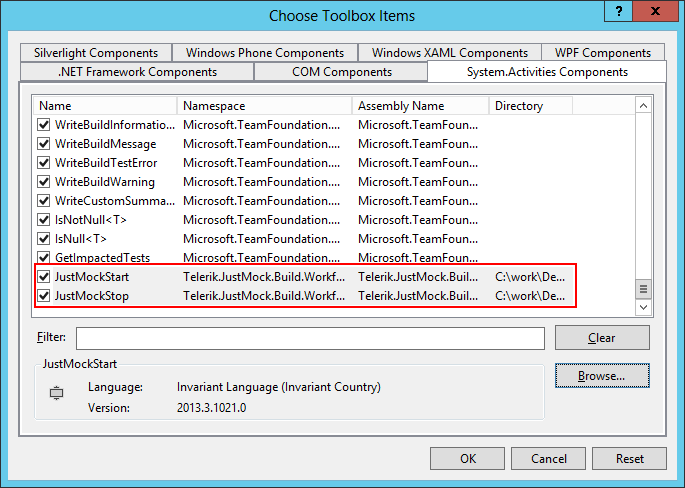 Choose Toolbox Items
Silverlight Components Windows Phone Components Windows XAML Components WPF Components
.NET Framework Components COM Components System.Activities Components
Name Namespace Assembly Name Directory
WriteBuildInformatio... Microsoft.TeamFoundation.... Microsoft.TeamFoun...
WriteBuildMessage Microsoft.TeamFoundation.... Microsoft.TeamFoun...
WriteBuildTestError Microsoft.TeamFoundation.... Microsoft.TeamFoun...
WriteBuildWarning Microsoft.TeamFoundation.... Microsoft.TeamFoun...
WriteCustomSumma... Microsoft.TeamFoundation.... Microsoft.TeamFoun...
IsNotNull<T> Microsoft.TeamFoundation.... Microsoft.TeamFoun...
IsNull<T> Microsoft.TeamFoundation.... Microsoft.TeamFoun...
GetImpactedTests Microsoft.TeamFoundation.... Microsoft.TeamFoun...
JustMockStart Telerik.JustMock.Build.Workf... Telerik.JustMock.Buil... C:\work\De...
JustMockStop Telerik.JustMock.Build.Workf... Telerik.JustMock.Buil... C:\work\De...
Filter: Clear
JustMockStart
Browse...
Language: Invariant Language (Invariant Country)
Version: 2013.3.1021.0
OK Cancel Reset